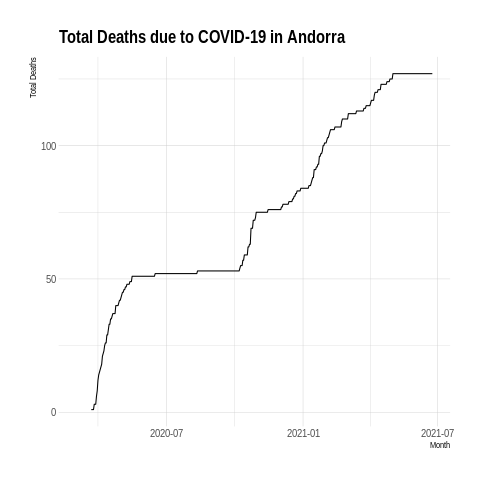 Total Deaths due to COVID-19 in Andorra
Total Deaths
100
50
0
2020-07
2021-01
2021-07
Month